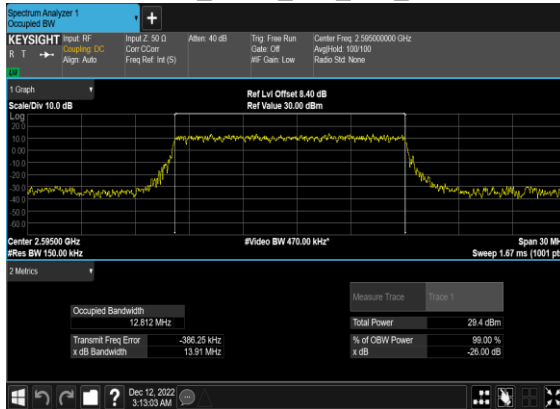 Spectrum Analyzer 1
Occupied BW
+
KEYSIGHT Input: RF Input Z: 50 Ω Atten: 40 dB Trig: Free Run Center Freq: 2.595000000 GHz
R T Coupling: DC Corr CCorr Gate: Off Avg|Hold: 100/100
Align: Auto Freq Ref: Int (S) #IF Gain: Low Radio Std: None
LXI
1 Graph
Ref Lvl Offset 8.40 dB
Scale/Div 10.0 dB Ref Value 30.00 dBm
Log
20.0
10.0
0.00
-10.0
-20.0
-30.0
-40.0
-50.0
-60.0
Center 2.59500 GHz #Video BW 470.00 kHz* Span 30 MH
#Res BW 150.00 kHz Sweep 1.67 ms (1001 pt
2 Metrics
Measure Trace Trace 1
Occupied Bandwidth
12.812 MHz Total Power 29.4 dBm
Transmit Freq Error -386.25 kHz % of OBW Power 99.00 %
x dB Bandwidth 13.91 MHz x dB -26.00 dB
? Dec 12, 2022
3:13:03 AM